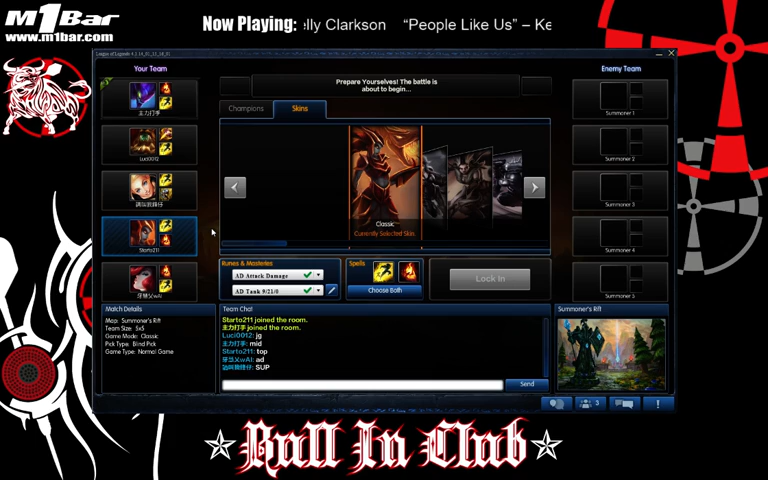 M1Bar
www.m1bar.com
Now Playing:
lly Clarkson “People Like Us” – Ke
Your Team
Enemy Team
Prepare Yourselves! The battle is
about to begin...
Champions
Skins
主力打手
Luci0012
Starto211
Summoner 1
Summoner 2
Summoner 3
Summoner 4
Summoner 5
Classic
Currently Selected Skin
Runes & Masteries
AD Attack Damage
AD Tank 9/21/0
Spells
Choose Both
Lock In
Match Details
Map: Summoner's Rift
Team Size: 5x5
Game Mode: Classic
Pick Type: Blind Pick
Game Type: Normal Game
Team Chat
Starto211 joined the room.
主力打手 joined the room.
Luci0012: jg
主力打手: mid
Starto211: top
ad
SUP
Send
Summoner's Rift
3
Bull In Club